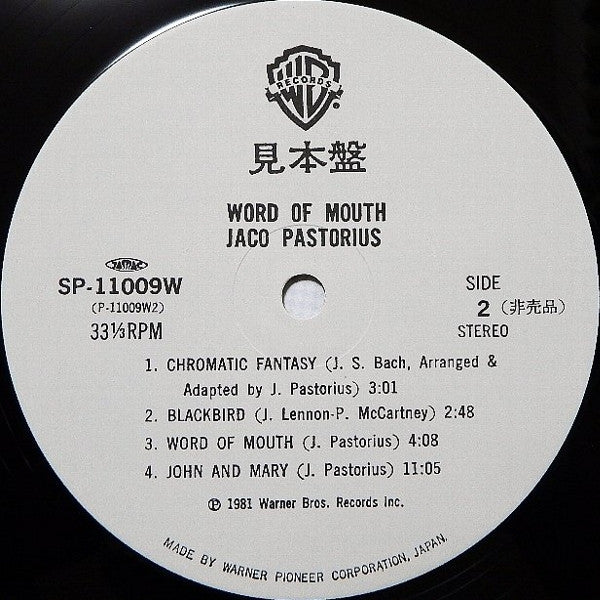 WB
RECORDS
見本盤
WORD OF MOUTH
JACO PASTORIUS
JASRAC
SP-11009W
(P-11009W2)
33⅓RPM
SIDE
2 (非売品)
STEREO
1. CHROMATIC FANTASY (J. S. Bach, Arranged &
Adapted by J. Pastorius) 3:01
2. BLACKBIRD (J. Lennon-P. McCartney) 2:48
3. WORD OF MOUTH (J. Pastorius) 4:08
4. JOHN AND MARY (J. Pastorius) 11:05
℗ 1981 Warner Bros. Records Inc.
MADE BY WARNER PIONEER CORPORATION, JAPAN.